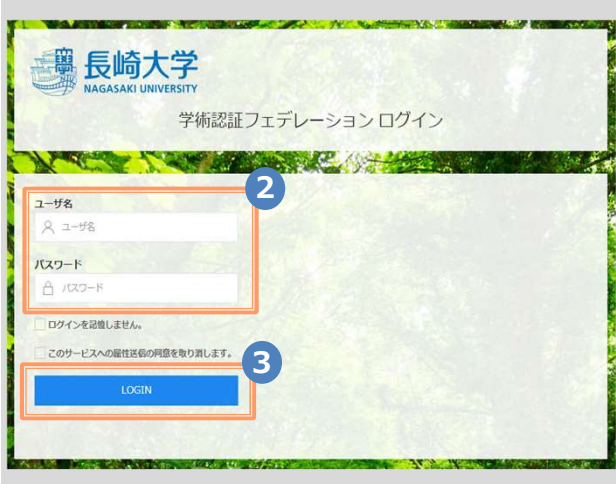 長崎大学
NAGASAKI UNIVERSITY
学術認証フェデレーション ログイン
2
ユーザ名
ユーザ名
パスワード
パスワード
ログインを記憶しません。
このサービスへの属性送信の同意を取り消します。
3
LOGIN